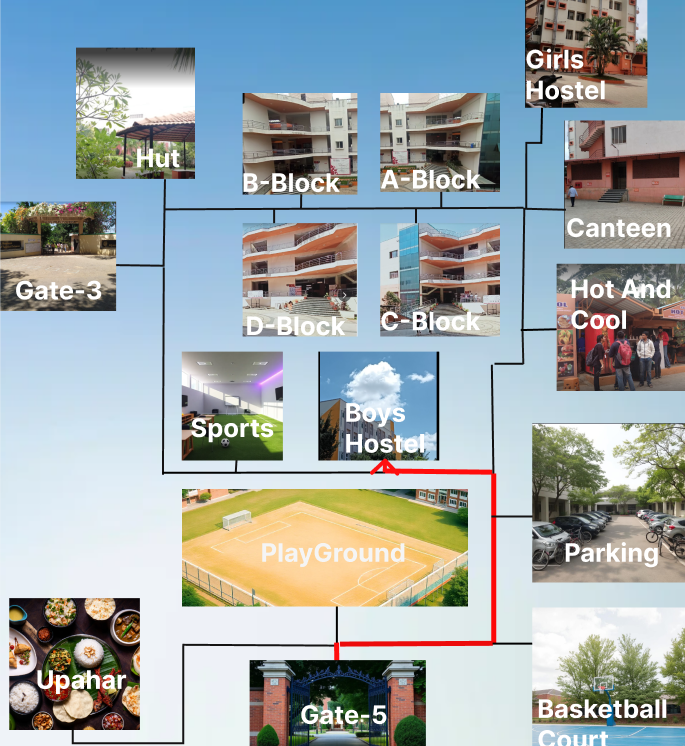 Girls
Hostel
Hut
B-Block
A-Block
Canteen
Gate-3
Hot And
Cool
D-Block
C-Block
Sports
Boys
Hostel
PlayGround
Parking
Upahar
Gate-5
Basketball
Court